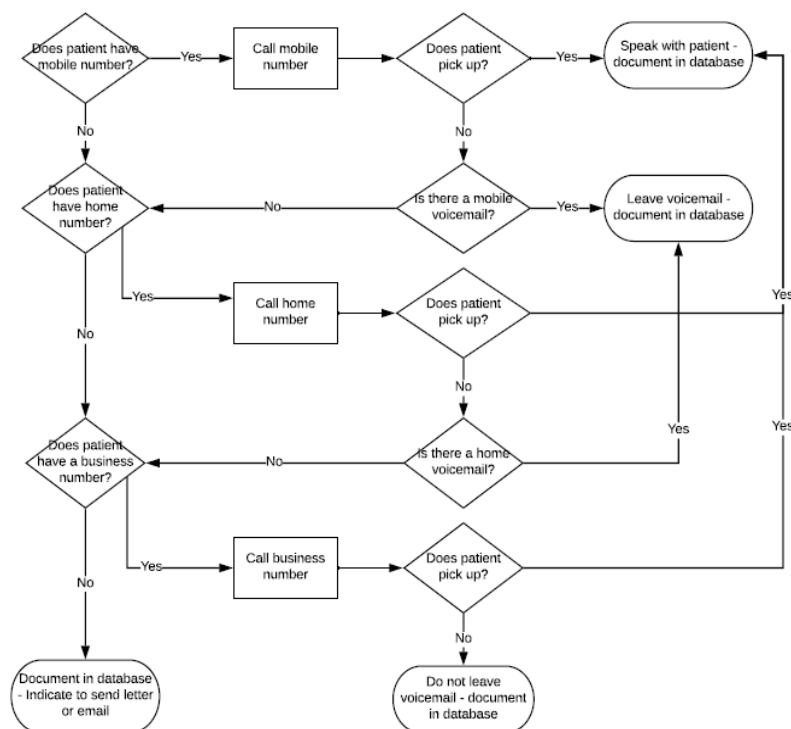 Does patient have
mobile number?
Yes
Call mobile
number
Does patient
pick up?
Yes
Speak with patient -
document in database
No
No
Does patient
have home
number?
No
Is there a mobile
voicemail?
Yes
Leave voicemail -
document in database
Yes
Call home
number
Does patient
pick up?
Yes
No
No
Does patient
have a business
number?
No
Is there a home
voicemail?
Yes
Yes
No
Yes
Call business
number
Does patient
pick up?
No
Document in database
- Indicate to send letter
or email
Do not leave
voicemail - document
in database